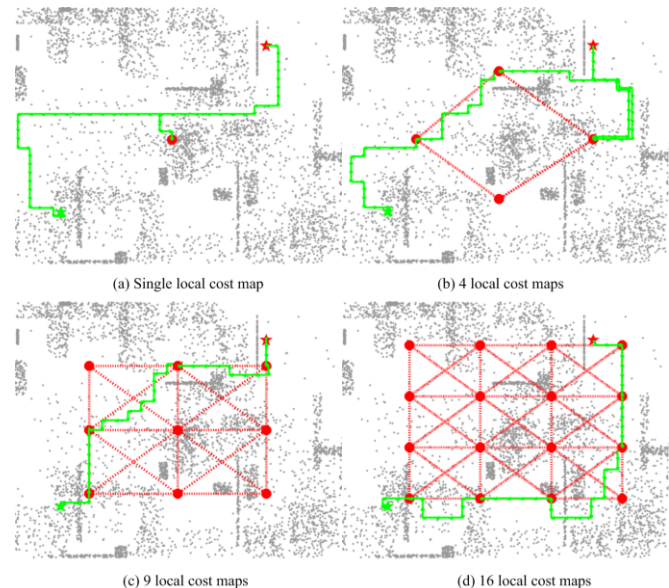 (a) Single local cost map
(b) 4 local cost maps
(c) 9 local cost maps
(d) 16 local cost maps